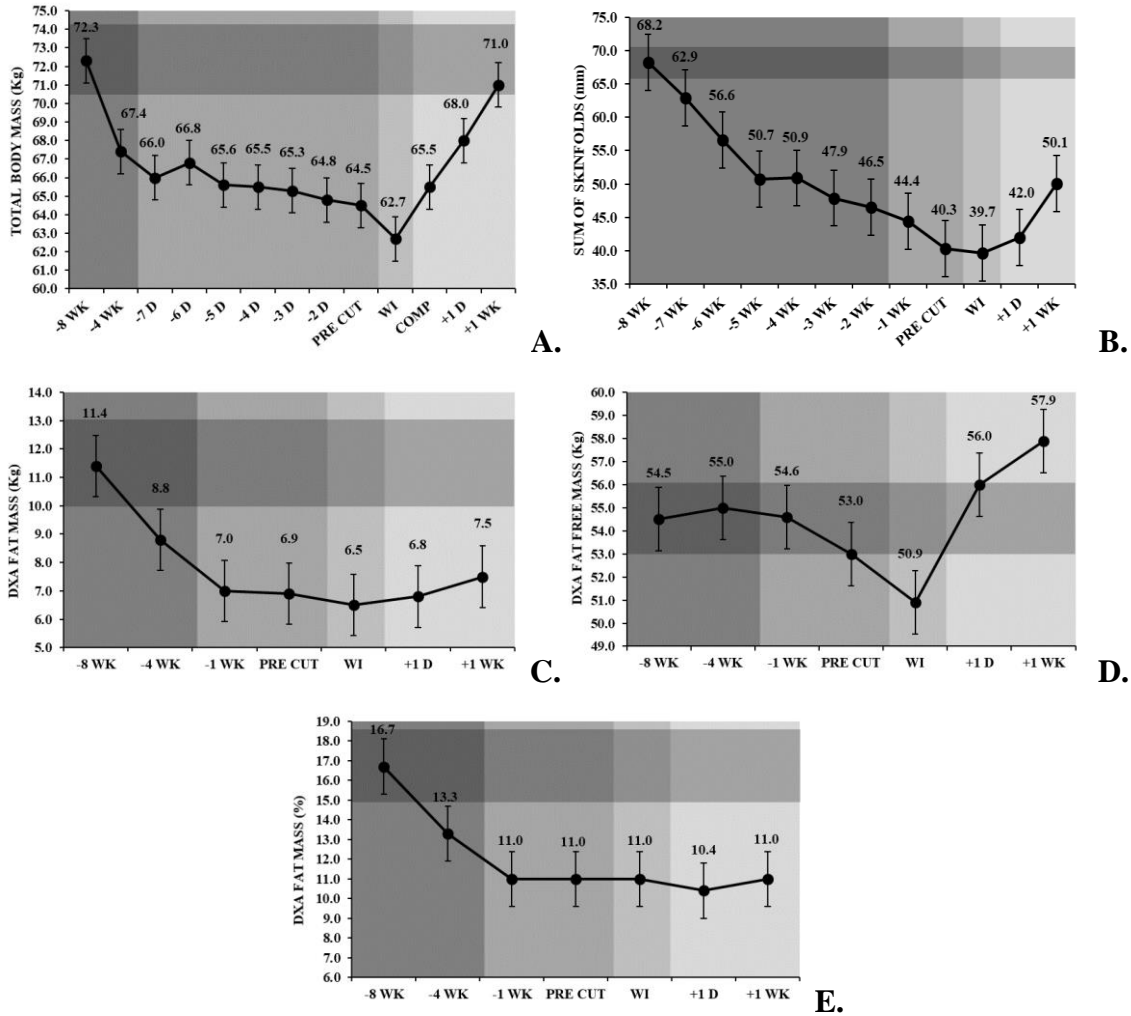 75.0
74.0
73.0
72.0
71.0
70.0
69.0
68.0
67.0
66.0
65.0
64.0
63.0
62.0
61.0
60.0
TOTAL BODY MASS (Kg)
72.3
67.4
66.0
66.8
65.6
65.5
65.3
64.8
64.5
62.7
65.5
68.0
71.0
-8 WK
-4 WK
-7 D
-6 D
-5 D
-4 D
-3 D
-2 D
PRE CUT
WI
COMP
+1 D
+1 WK
A.
75.0
70.0
65.0
60.0
55.0
50.0
45.0
40.0
35.0
SUM OF SKINFOLDS (mm)
68.2
62.9
56.6
50.7
50.9
47.9
46.5
44.4
40.3
39.7
42.0
50.1
-8 WK
-7 WK
-6 WK
-5 WK
-4 WK
-3 WK
-2 WK
-1 WK
PRE CUT
WI
+1 D
+1 WK
B.
14.0
13.0
12.0
11.0
10.0
9.0
8.0
7.0
6.0
5.0
DXA FAT MASS (Kg)
11.4
8.8
7.0
6.9
6.5
6.8
7.5
-8 WK
-4 WK
-1 WK
PRE CUT
WI
+1 D
+1 WK
C.
60.0
59.0
58.0
57.0
56.0
55.0
54.0
53.0
52.0
51.0
50.0
49.0
DXA FAT FREE MASS (Kg)
54.5
55.0
54.6
53.0
50.9
56.0
57.9
-8 WK
-4 WK
-1 WK
PRE CUT
WI
+1 D
+1 WK
D.
19.0
18.0
17.0
16.0
15.0
14.0
13.0
12.0
11.0
10.0
9.0
8.0
7.0
6.0
DXA FAT MASS (%)
16.7
13.3
11.0
11.0
11.0
10.4
11.0
-8 WK
-4 WK
-1 WK
PRE CUT
WI
+1 D
+1 WK
E.